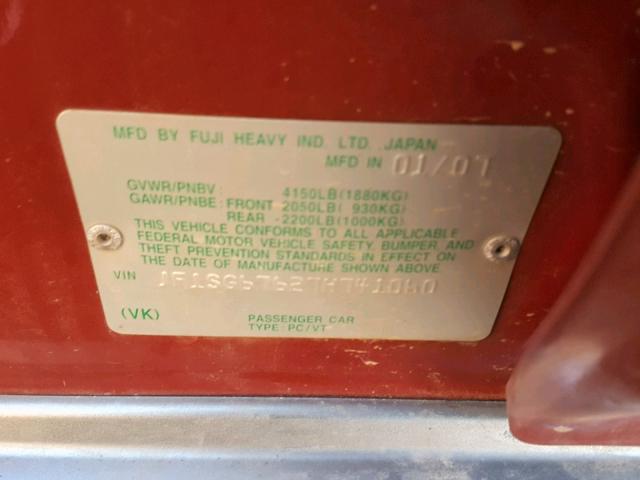 MFD BY FUJI HEAVY IND. LTD. JAPAN
MFD IN 01/07
GVWR/PNBV : 4150LB(1880KG)
GAWR/PNBE: FRONT 2050LB( 930KG)
REAR -2200LB(1000KG)
THIS VEHICLE CONFORMS TO ALL APPLICABLE
FEDERAL MOTOR VEHICLE SAFETY, BUMPER, AND
THEFT PREVENTION STANDARDS IN EFFECT ON
THE DATE OF MANUFACTURE SHOWN ABOVE.
VIN JF1SG67627H741060
(VK) PASSENGER CAR
TYPE: PC/VT